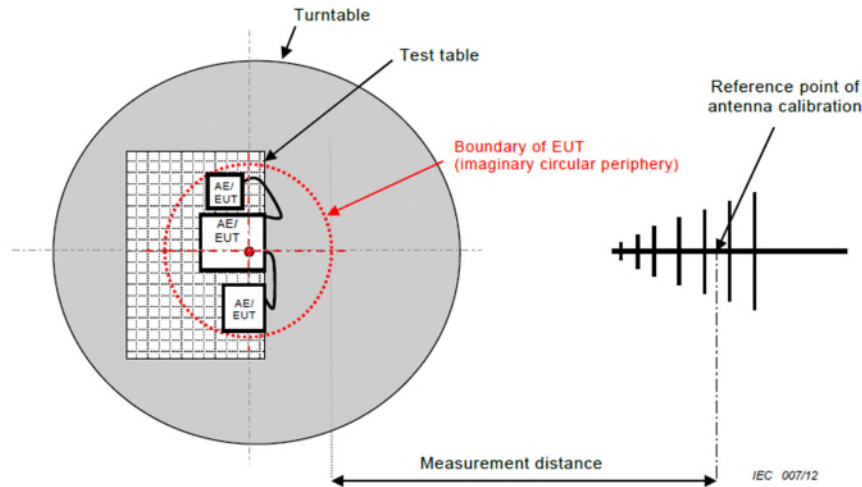 Turntable
Test table
Reference point of
antenna calibration
Boundary of EUT
(imaginary circular periphery)
AE/
EUT
AE/
EUT
AE/
EUT
Measurement distance
IEC 007/12